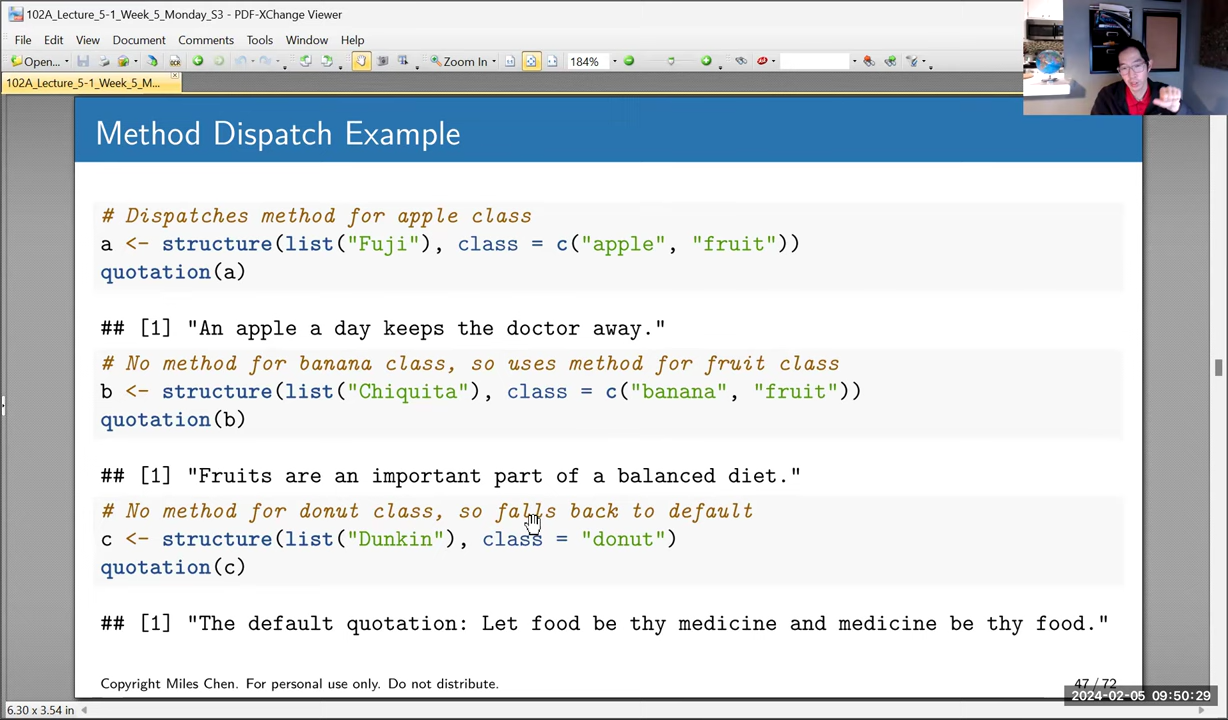 102A_Lecture_5-1_Week_5_Monday_S3 - PDF-XChange Viewer
File Edit View Document Comments Tools Window Help
Open... Zoom In 184%
102A_Lecture_5-1_Week_5_M...
Method Dispatch Example
# Dispatches method for apple class
a <- structure(list("Fuji"), class = c("apple", "fruit"))
quotation(a)
## [1] "An apple a day keeps the doctor away."
# No method for banana class, so uses method for fruit class
b <- structure(list("Chiquita"), class = c("banana", "fruit"))
quotation(b)
## [1] "Fruits are an important part of a balanced diet."
# No method for donut class, so falls back to default
c <- structure(list("Dunkin"), class = "donut")
quotation(c)
## [1] "The default quotation: Let food be thy medicine and medicine be thy food."
Copyright Miles Chen. For personal use only. Do not distribute.
47 / 72
2024-02-05 09:50:29
6.30 x 3.54 in